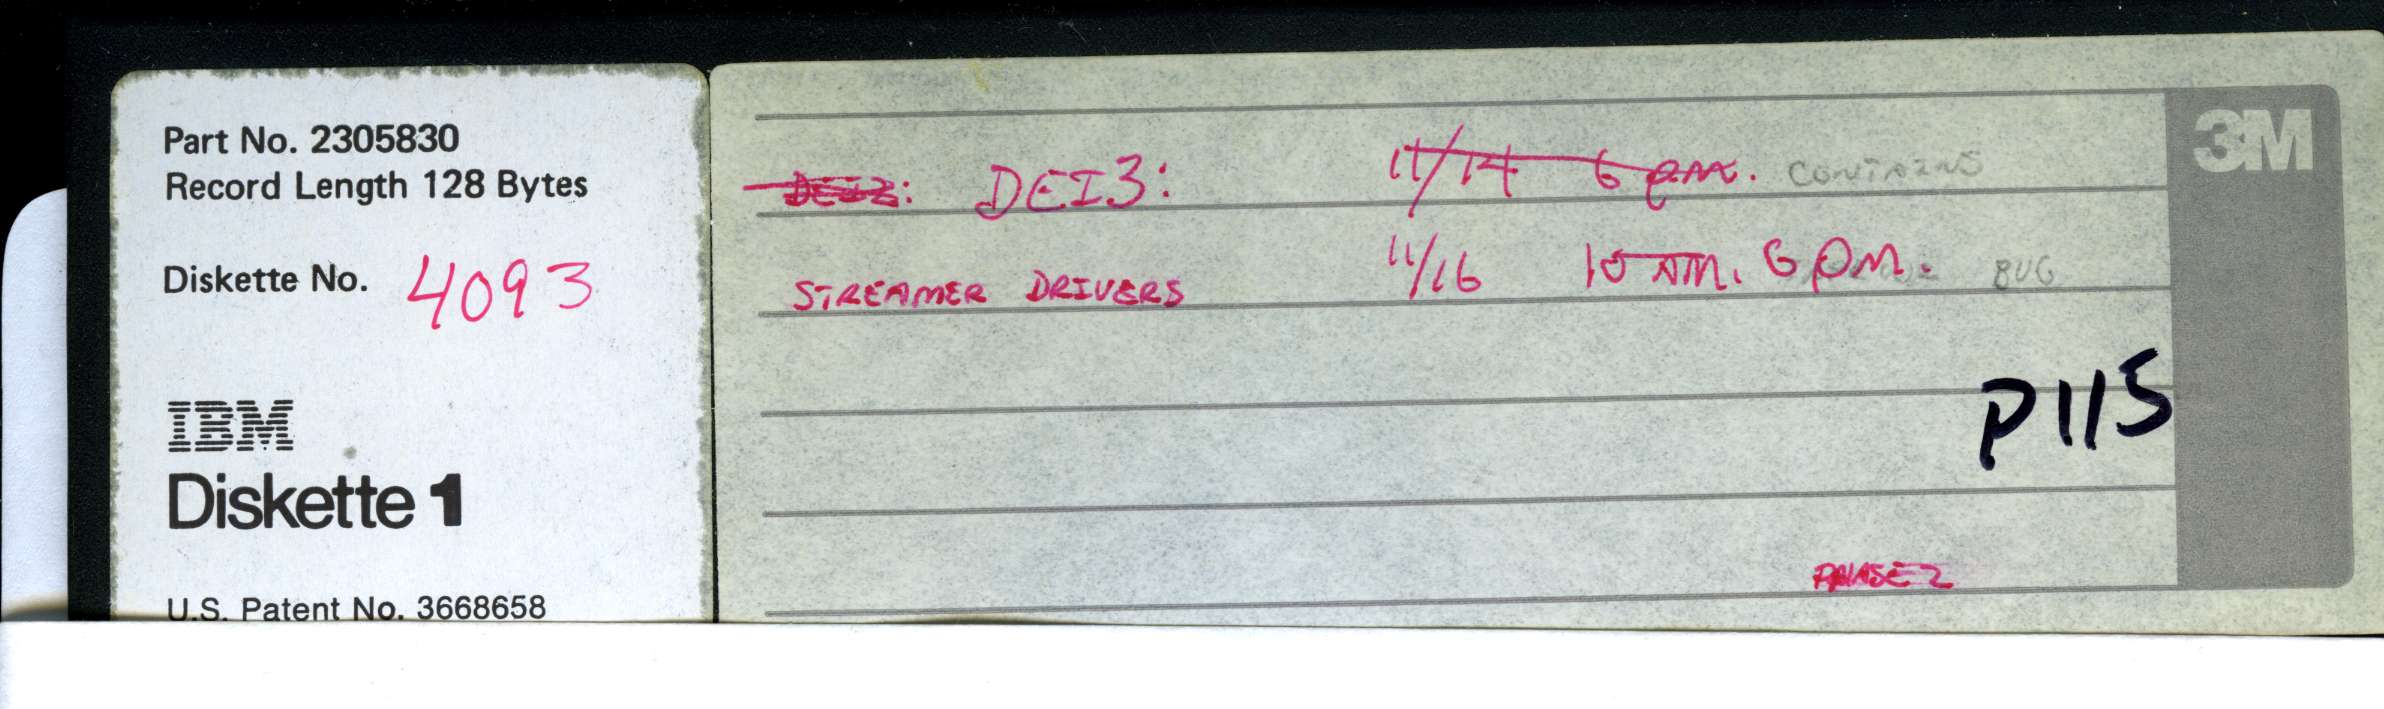 Part No. 2305830
Record Length 128 Bytes
Diskette No. 4093
IBM
Diskette 1
U.S. Patent No. 3668658
DEI2: DEI3: 11/14 6 pm. CONTAINS
STREAMER DRIVERS 11/16 10 AM. 6 pm. BUG
P115
PHASE 2
3M